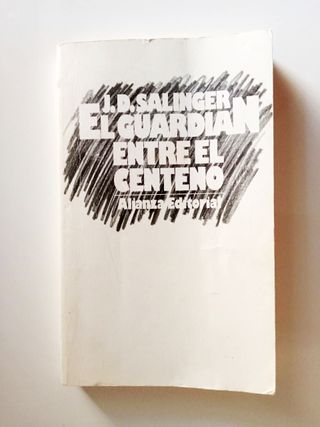 J. D. SALINGER
EL GUARDIAN
ENTRE EL
CENTENO
Alianza Editorial